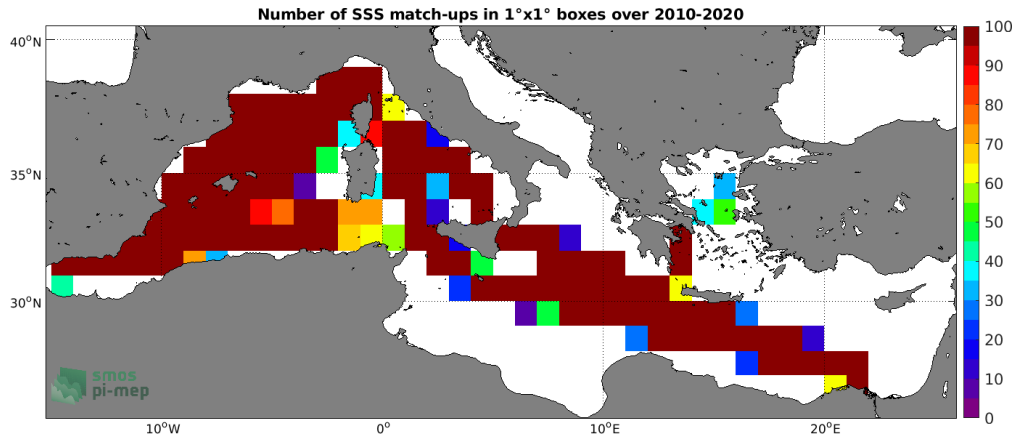 Number of SSS match-ups in 1°x1° boxes over 2010-2020
40°N
35°N
30°N
10°W
0°
10°E
20°E
100
90
80
70
60
50
40
30
20
10
0
smos
pi-mep